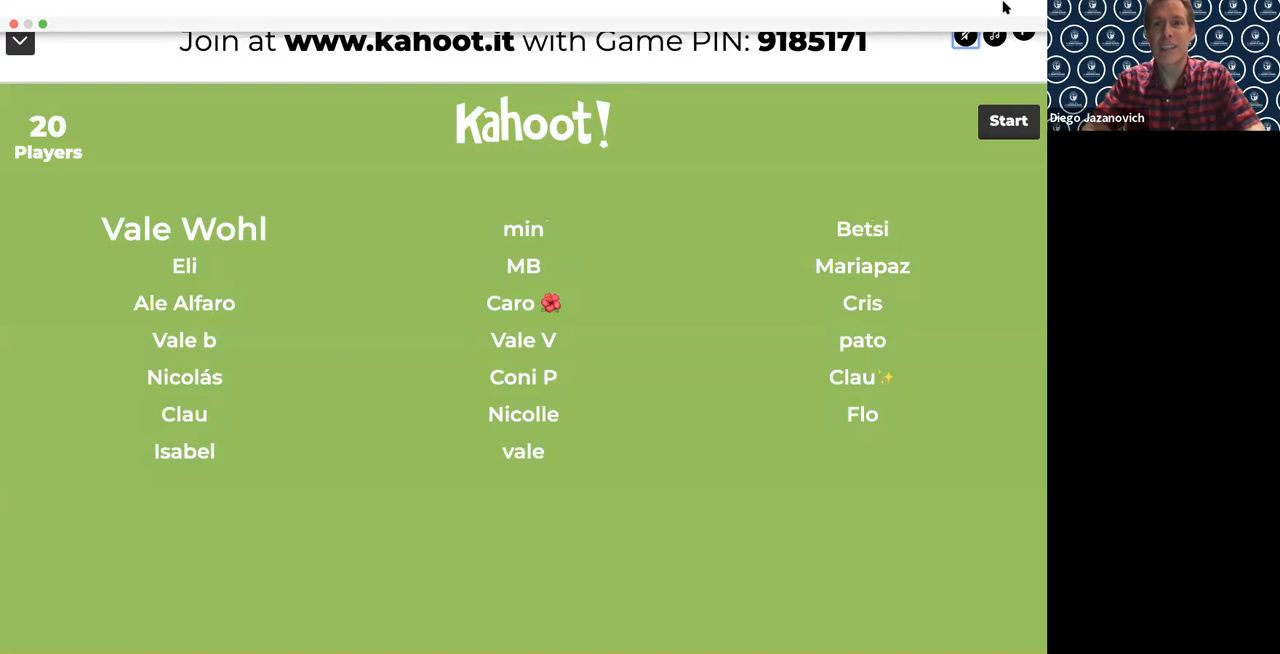 Join at www.kahoot.it with Game PIN: 9185171
20
Players
Kahoot!
Start
Diego Jazanovich
Vale Wohl
min
Betsi
Eli
MB
Mariapaz
Ale Alfaro
Caro 🌺
Cris
Vale b
Vale V
pato
Nicolás
Coni P
Clau✨
Clau
Nicolle
Flo
Isabel
vale